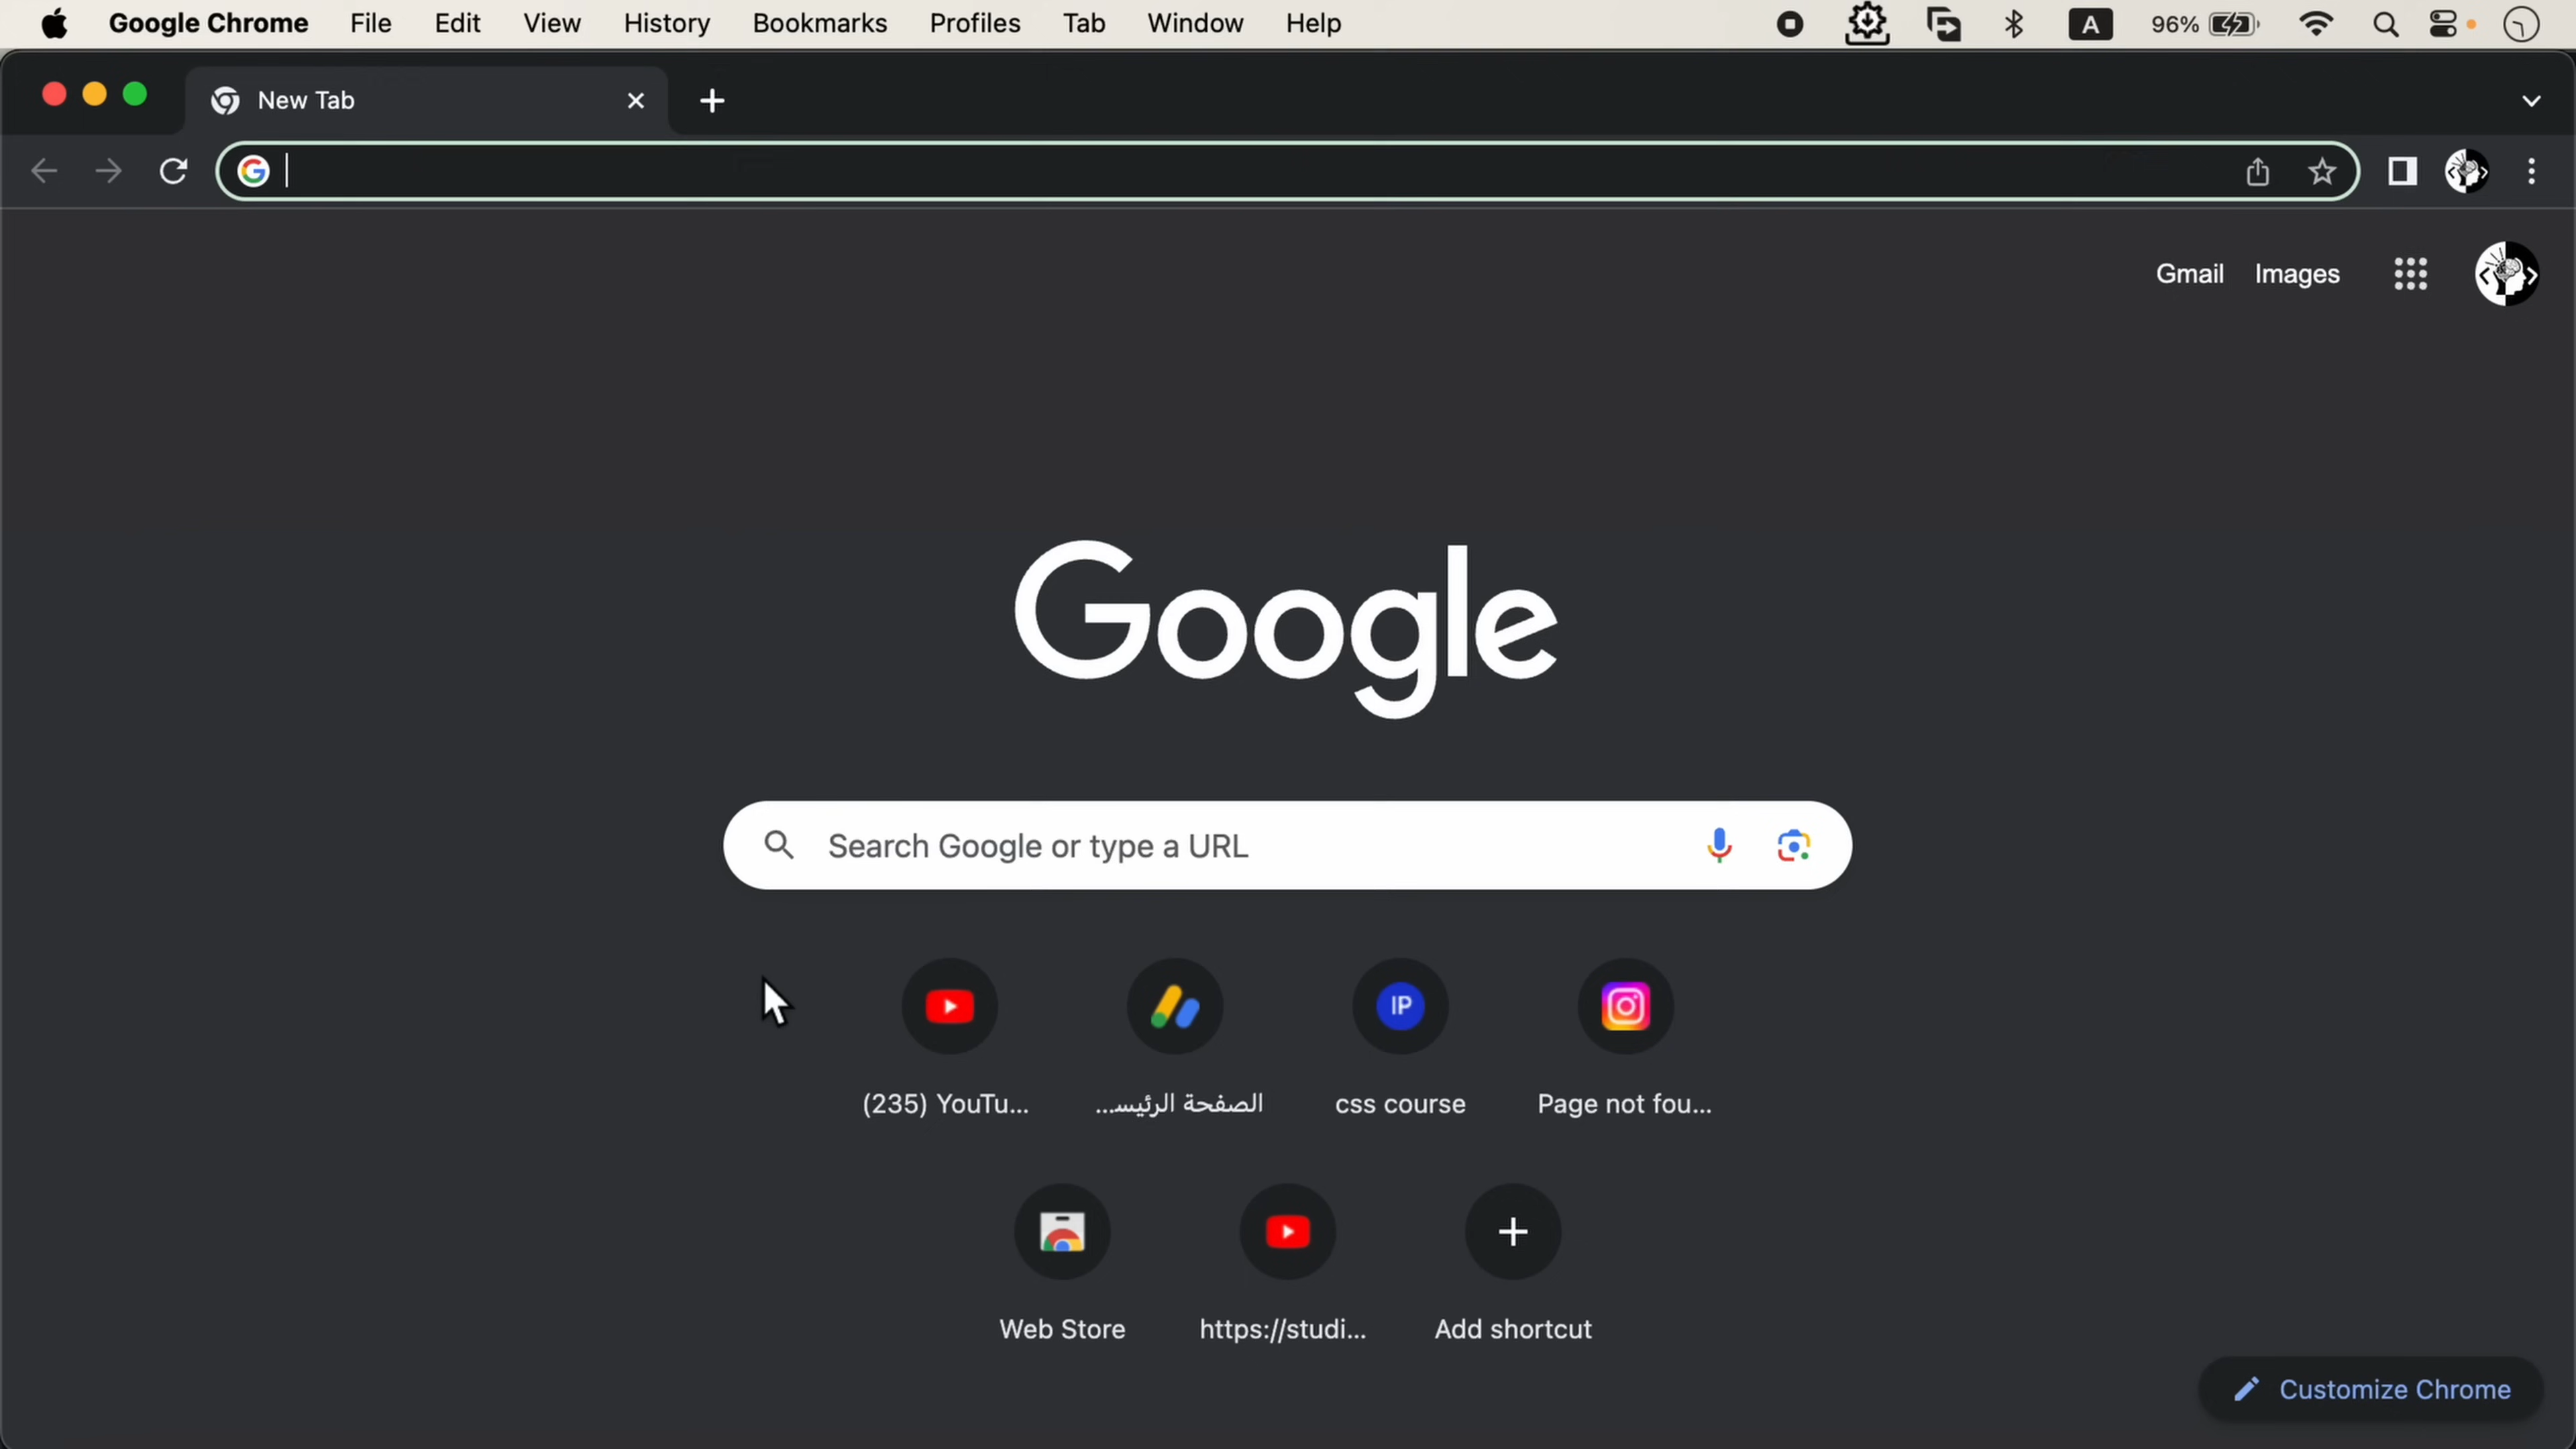 Google Chrome File Edit View History Bookmarks Profiles Tab Window Help A 96%
New Tab
Gmail Images
Google
Search Google or type a URL
IP
(235) YouTu... الصفحة الرئيسـ... css course Page not fou...
Web Store https://studi... Add shortcut
Customize Chrome